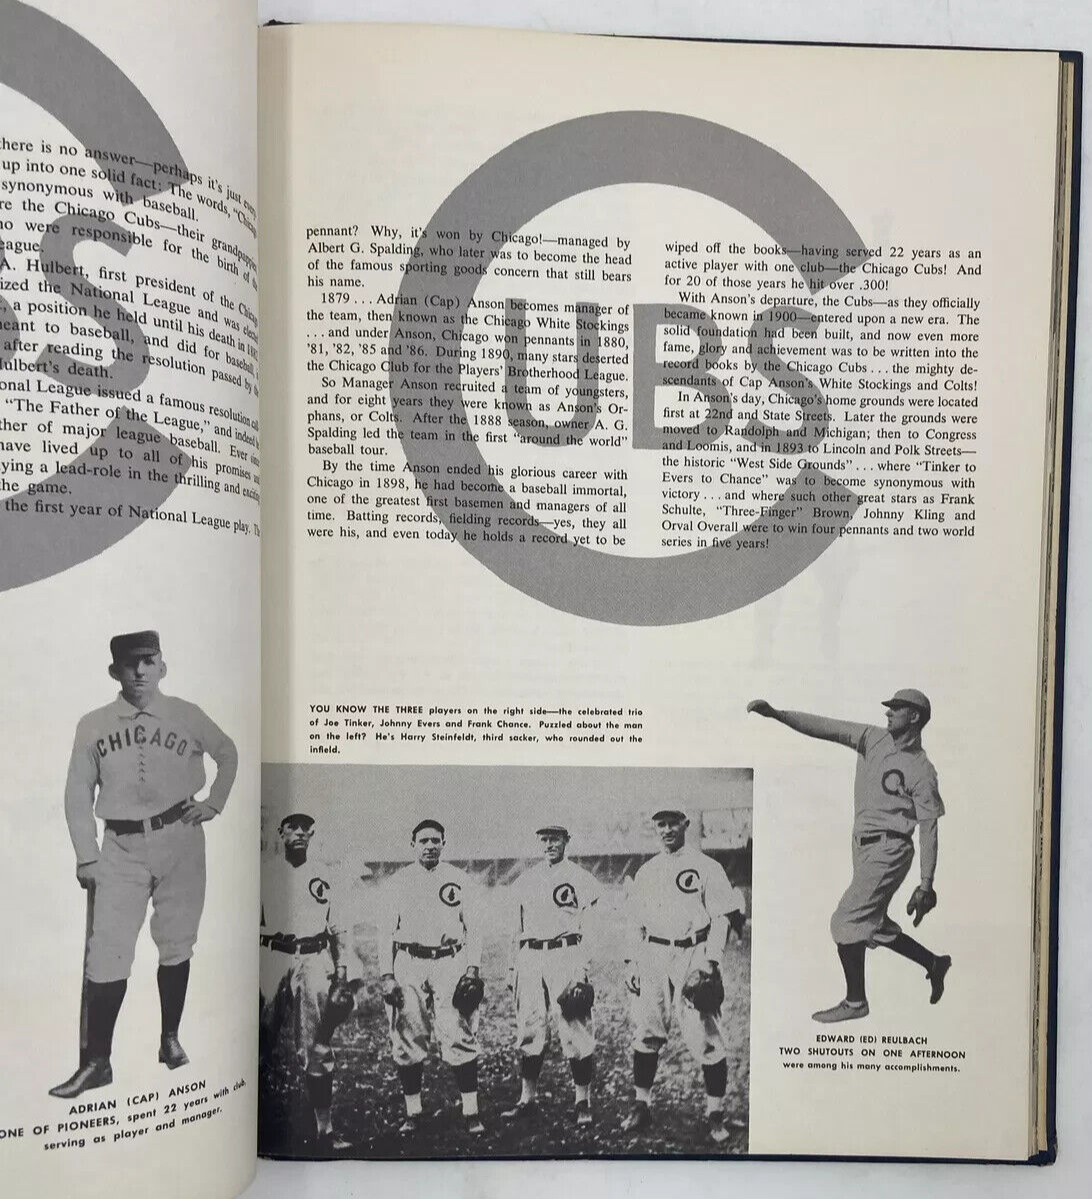 there is no answer—perhaps it's just
up into one solid fact: The words,
synonymous with baseball.
re the Chicago Cubs—their
who were responsible for the birth of
eague.
A. Hulbert, first president of the
ized the National League and was
, a position he held until his death in
meant to baseball, and did for baseball,
after reading the resolution passed by
Hulbert's death.
onal League issued a famous resolution
"The Father of the League," and indeed
ther of major league baseball. Ever
have lived up to all of his promises
ying a lead-role in the thrilling and
the game.
the first year of National League play.
ADRIAN (CAP) ANSON
ONE OF PIONEERS, spent 22 years with club,
serving as player and manager.
CUBS
pennant? Why, it's won by Chicago!—managed by
Albert G. Spalding, who later was to become the head
of the famous sporting goods concern that still bears
his name.
1879 . . . Adrian (Cap) Anson becomes manager of
the team, then known as the Chicago White Stockings
. . . and under Anson, Chicago won pennants in 1880,
'81, '82, '85 and '86. During 1890, many stars deserted
the Chicago Club for the Players' Brotherhood League.
So Manager Anson recruited a team of youngsters,
and for eight years they were known as Anson's Or-
phans, or Colts. After the 1888 season, owner A. G.
Spalding led the team in the first "around the world"
baseball tour.
By the time Anson ended his glorious career with
Chicago in 1898, he had become a baseball immortal,
one of the greatest first basemen and managers of all
time. Batting records, fielding records—yes, they all
were his, and even today he holds a record yet to be
wiped off the books—having served 22 years as an
active player with one club—the Chicago Cubs! And
for 20 of those years he hit over .300!
With Anson's departure, the Cubs—as they officially
became known in 1900—entered upon a new era. The
solid foundation had been built, and now even more
fame, glory and achievement was to be written into the
record books by the Chicago Cubs . . . the mighty de-
scendants of Cap Anson's White Stockings and Colts!
In Anson's day, Chicago's home grounds were located
first at 22nd and State Streets. Later the grounds were
moved to Randolph and Michigan; then to Congress
and Loomis, and in 1893 to Lincoln and Polk Streets—
the historic "West Side Grounds" . . . where "Tinker to
Evers to Chance" was to become synonymous with
victory . . . and where such other great stars as Frank
Schulte, "Three-Finger" Brown, Johnny Kling and
Orval Overall were to win four pennants and two world
series in five years!
YOU KNOW THE THREE players on the right side—the celebrated trio
of Joe Tinker, Johnny Evers and Frank Chance. Puzzled about the man
on the left? He's Harry Steinfeldt, third sacker, who rounded out the
infield.
EDWARD (ED) REULBACH
TWO SHUTOUTS ON ONE AFTERNOON
were among his many accomplishments.
CHICAGO